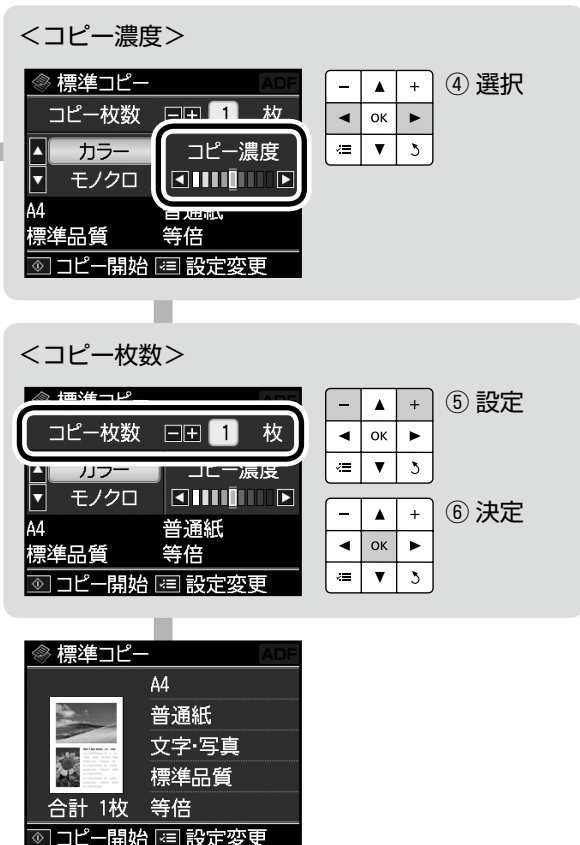 ＜コピー濃度＞
標準コピー ADF
コピー枚数 −+ 1 枚
カラー コピー濃度
モノクロ
A4 普通紙
標準品質 等倍
コピー開始 設定変更
− ▲ +
◀ OK ▶
▼
④ 選択
＜コピー枚数＞
標準コピー ADF
コピー枚数 −+ 1 枚
カラー コピー濃度
モノクロ
A4 普通紙
標準品質 等倍
コピー開始 設定変更
− ▲ +
◀ OK ▶
▼
⑤ 設定
− ▲ +
◀ OK ▶
▼
⑥ 決定
標準コピー ADF
A4
普通紙
文字・写真
標準品質
合計 1枚 等倍
コピー開始 設定変更